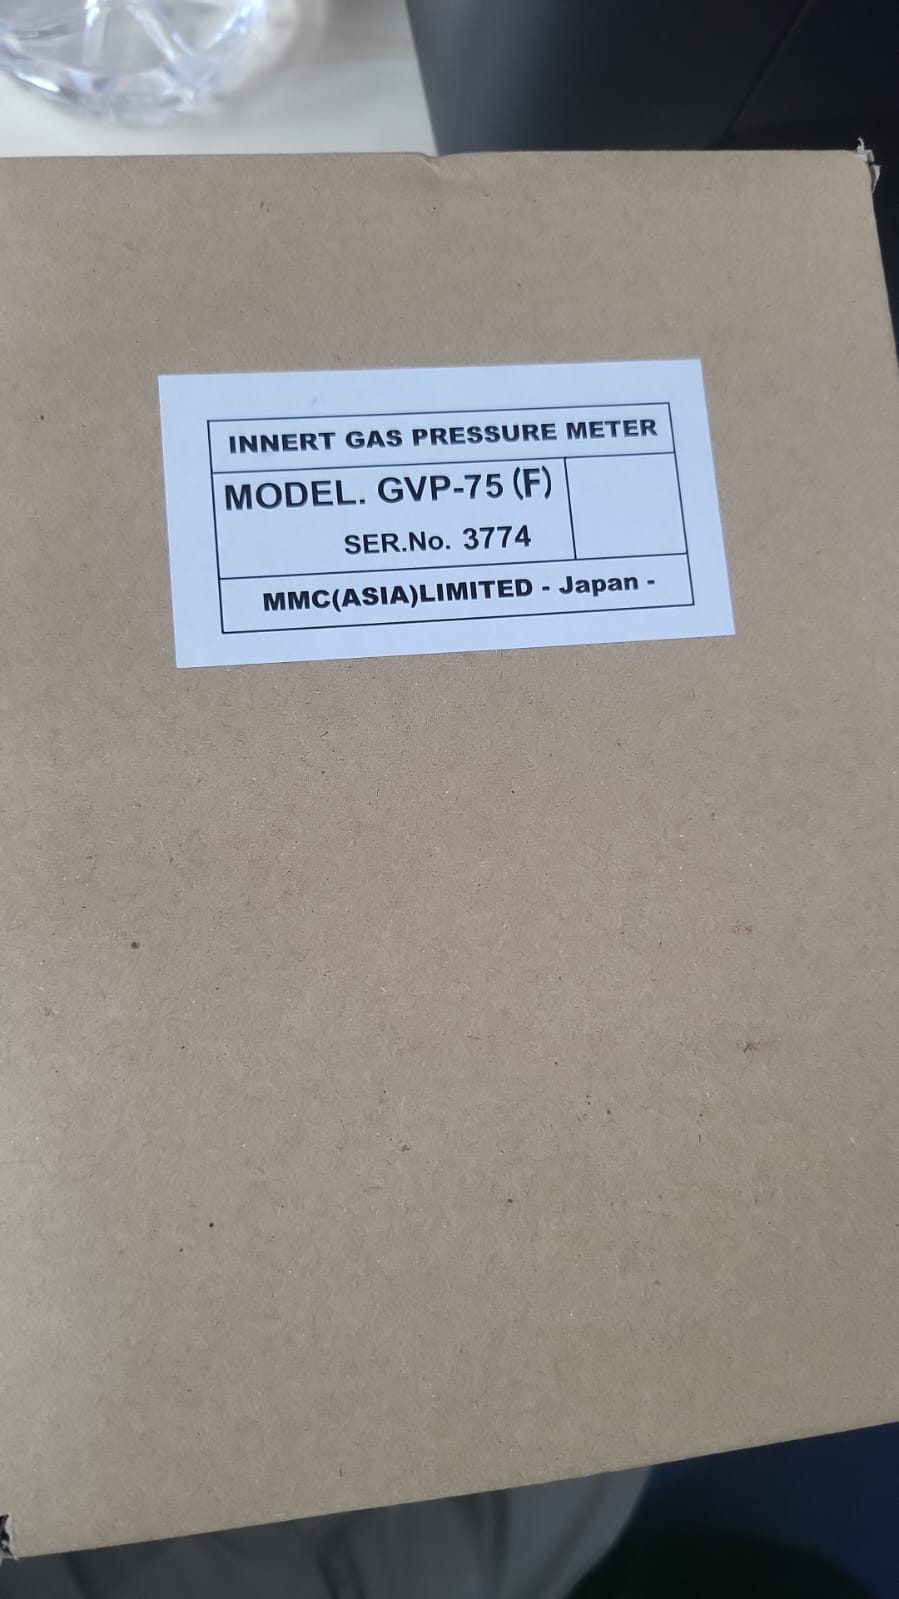 INNERT GAS PRESSURE METER
MODEL. GVP-75 (F)
SER.No. 3774
MMC(ASIA)LIMITED - Japan -